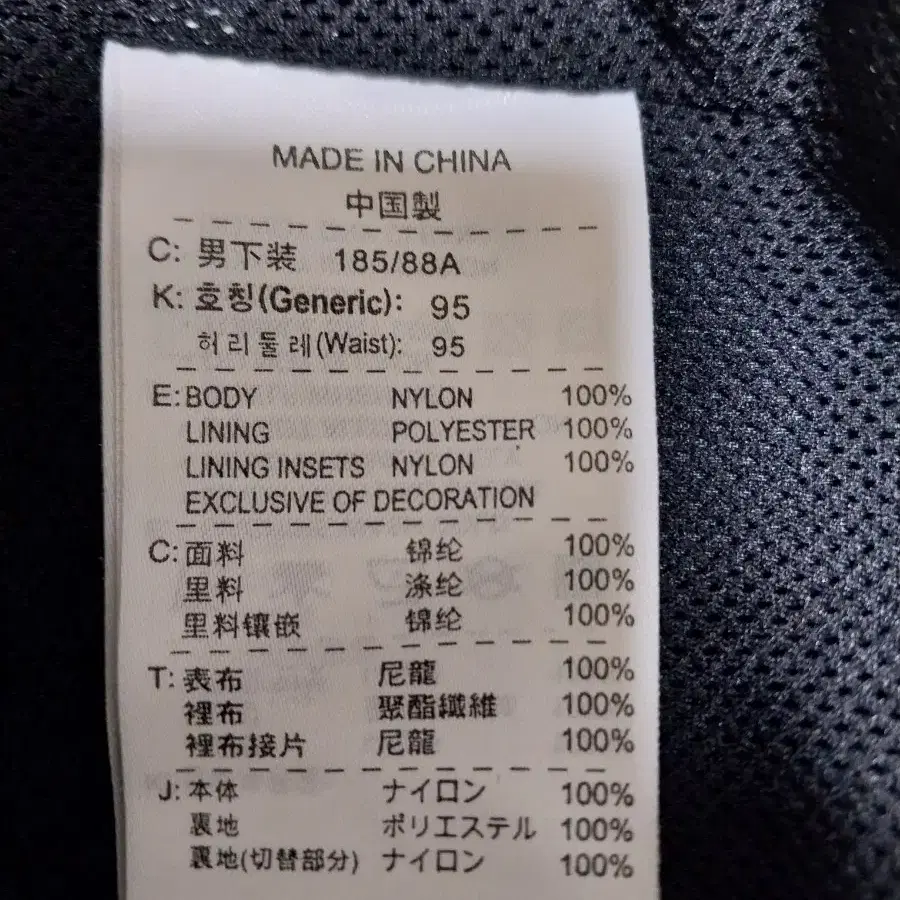 MADE IN CHINA
中国製
C: 男下装 185/88A
K: 호칭(Generic): 95
허리둘레(Waist): 95
E: BODY NYLON 100%
LINING POLYESTER 100%
LINING INSETS NYLON 100%
EXCLUSIVE OF DECORATION
C: 面料 锦纶 100%
里料 涤纶 100%
里料镶嵌 锦纶 100%
T: 表布 尼龍 100%
裡布 聚酯纖維 100%
裡布接片 尼龍 100%
J: 本体 ナイロン 100%
裏地 ポリエステル 100%
裏地(切替部分) ナイロン 100%